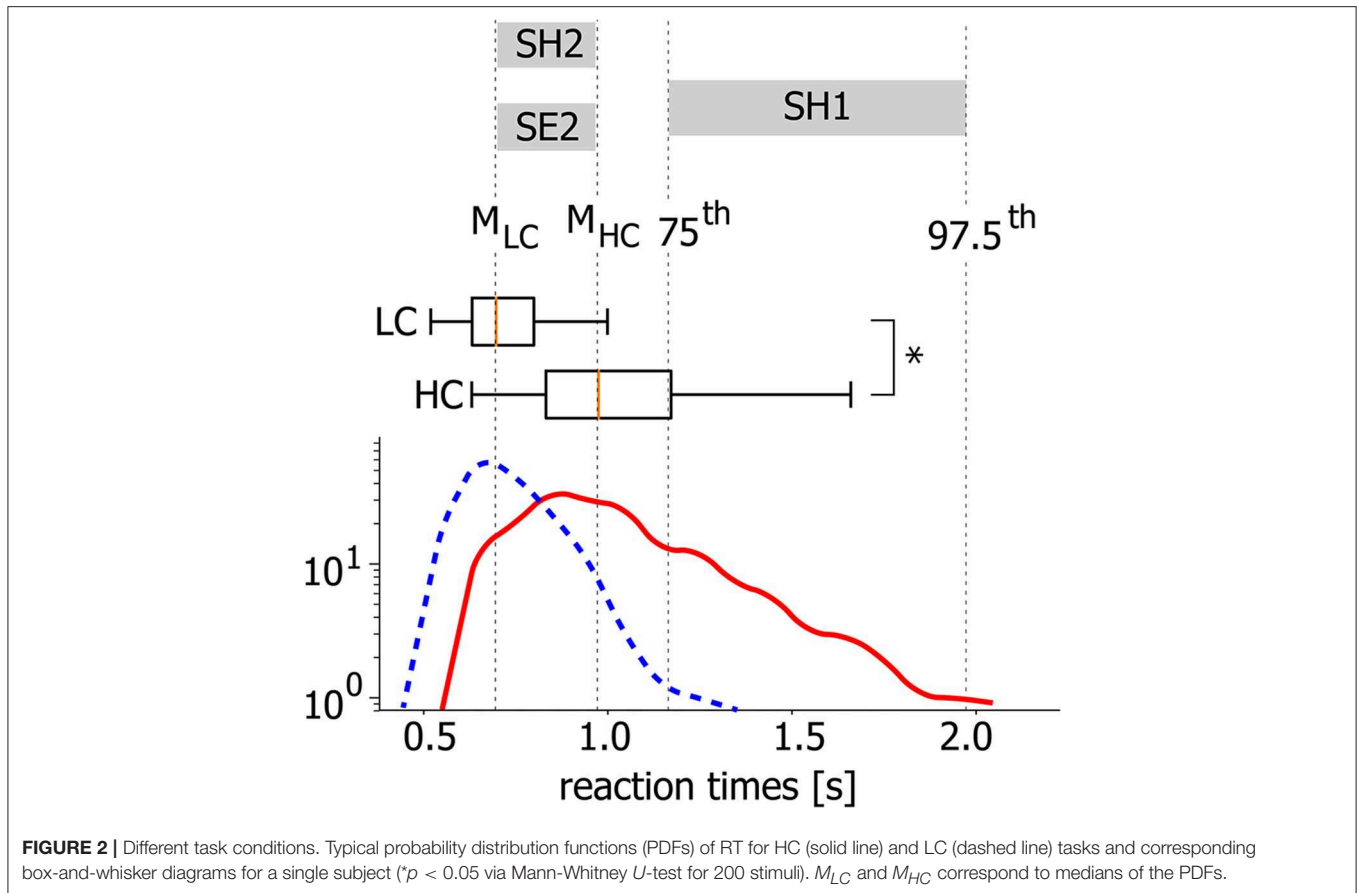 SH2
SE2
SH1
M_LC M_HC 75^th 97.5^th
LC
HC
*
10^1
10^0
0.5 1.0 1.5 2.0
reaction times [s]
FIGURE 2 | Different task conditions. Typical probability distribution functions (PDFs) of RT for HC (solid line) and LC (dashed line) tasks and corresponding
box-and-whisker diagrams for a single subject (*p < 0.05 via Mann-Whitney U-test for 200 stimuli). M_LC and M_HC correspond to medians of the PDFs.